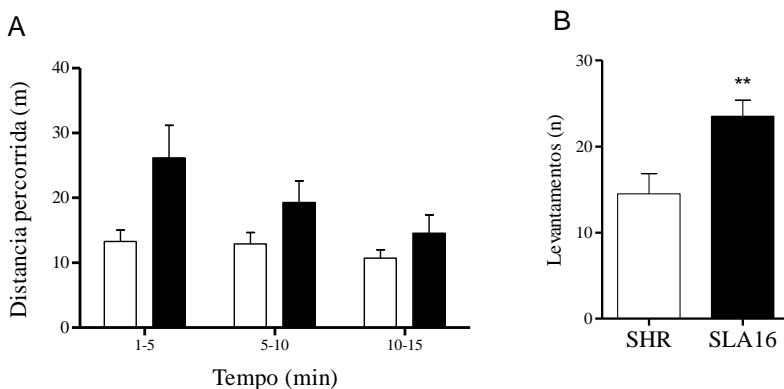 A
Distancia percorrida (m)
40
30
20
10
0
1-5
5-10
10-15
Tempo (min)
B
Levantamentos (n)
30
20
10
0
**
SHR
SLA16